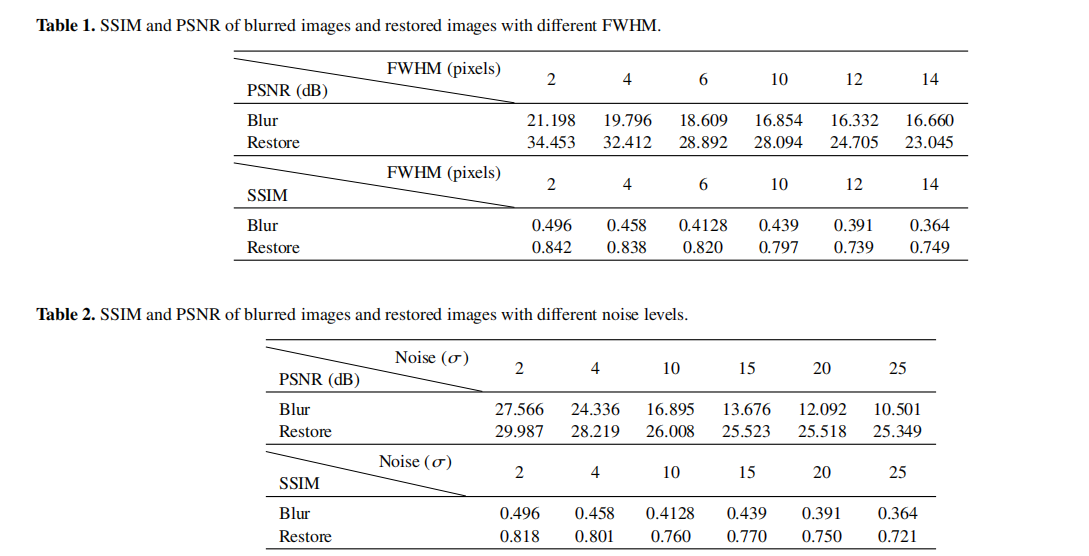 Table 1. SSIM and PSNR of blurred images and restored images with different FWHM.
FWHM (pixels)
PSNR (dB)
2 4 6 10 12 14
Blur 21.198 19.796 18.609 16.854 16.332 16.660
Restore 34.453 32.412 28.892 28.094 24.705 23.045
FWHM (pixels)
SSIM
2 4 6 10 12 14
Blur 0.496 0.458 0.4128 0.439 0.391 0.364
Restore 0.842 0.838 0.820 0.797 0.739 0.749
Table 2. SSIM and PSNR of blurred images and restored images with different noise levels.
Noise (σ)
PSNR (dB)
2 4 10 15 20 25
Blur 27.566 24.336 16.895 13.676 12.092 10.501
Restore 29.987 28.219 26.008 25.523 25.518 25.349
Noise (σ)
SSIM
2 4 10 15 20 25
Blur 0.496 0.458 0.4128 0.439 0.391 0.364
Restore 0.818 0.801 0.760 0.770 0.750 0.721